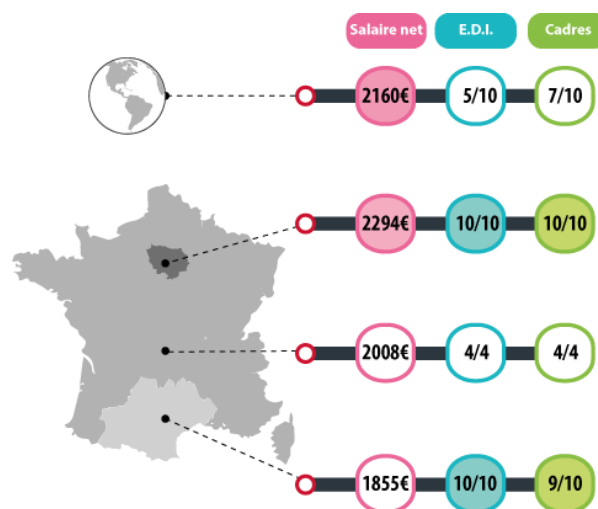 Salaire net E.D.I. Cadres
2160€ 5/10 7/10
2294€ 10/10 10/10
2008€ 4/4 4/4
1855€ 10/10 9/10